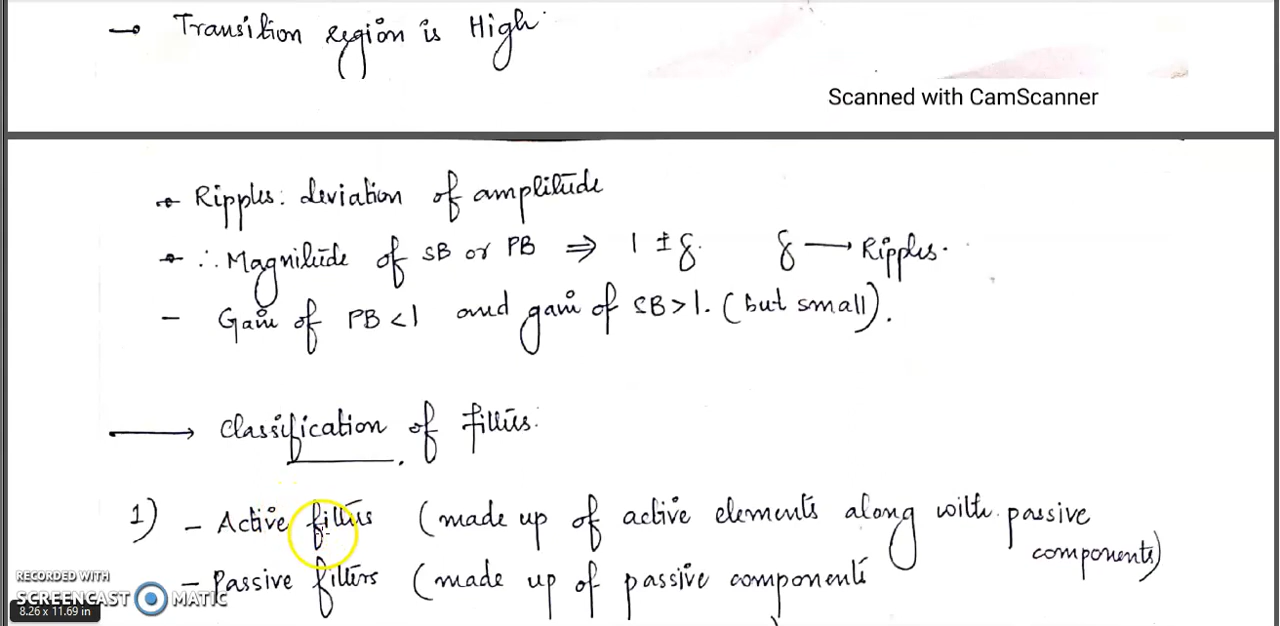 → Transition region is High.
Scanned with CamScanner
→ Ripples: deviation of amplitude
→ ∴ Magnitude of SB or PB ⇒ 1 ± δ. δ → Ripples.
- Gain of PB < 1 and gain of SB > 1. (but small).
→ Classification of filters.
1) - Active filters (made up of active elements along with passive
components)
- Passive filters (made up of passive components
RECORDED WITH
SCREENCAST MATIC
8.26 x 11.69 in